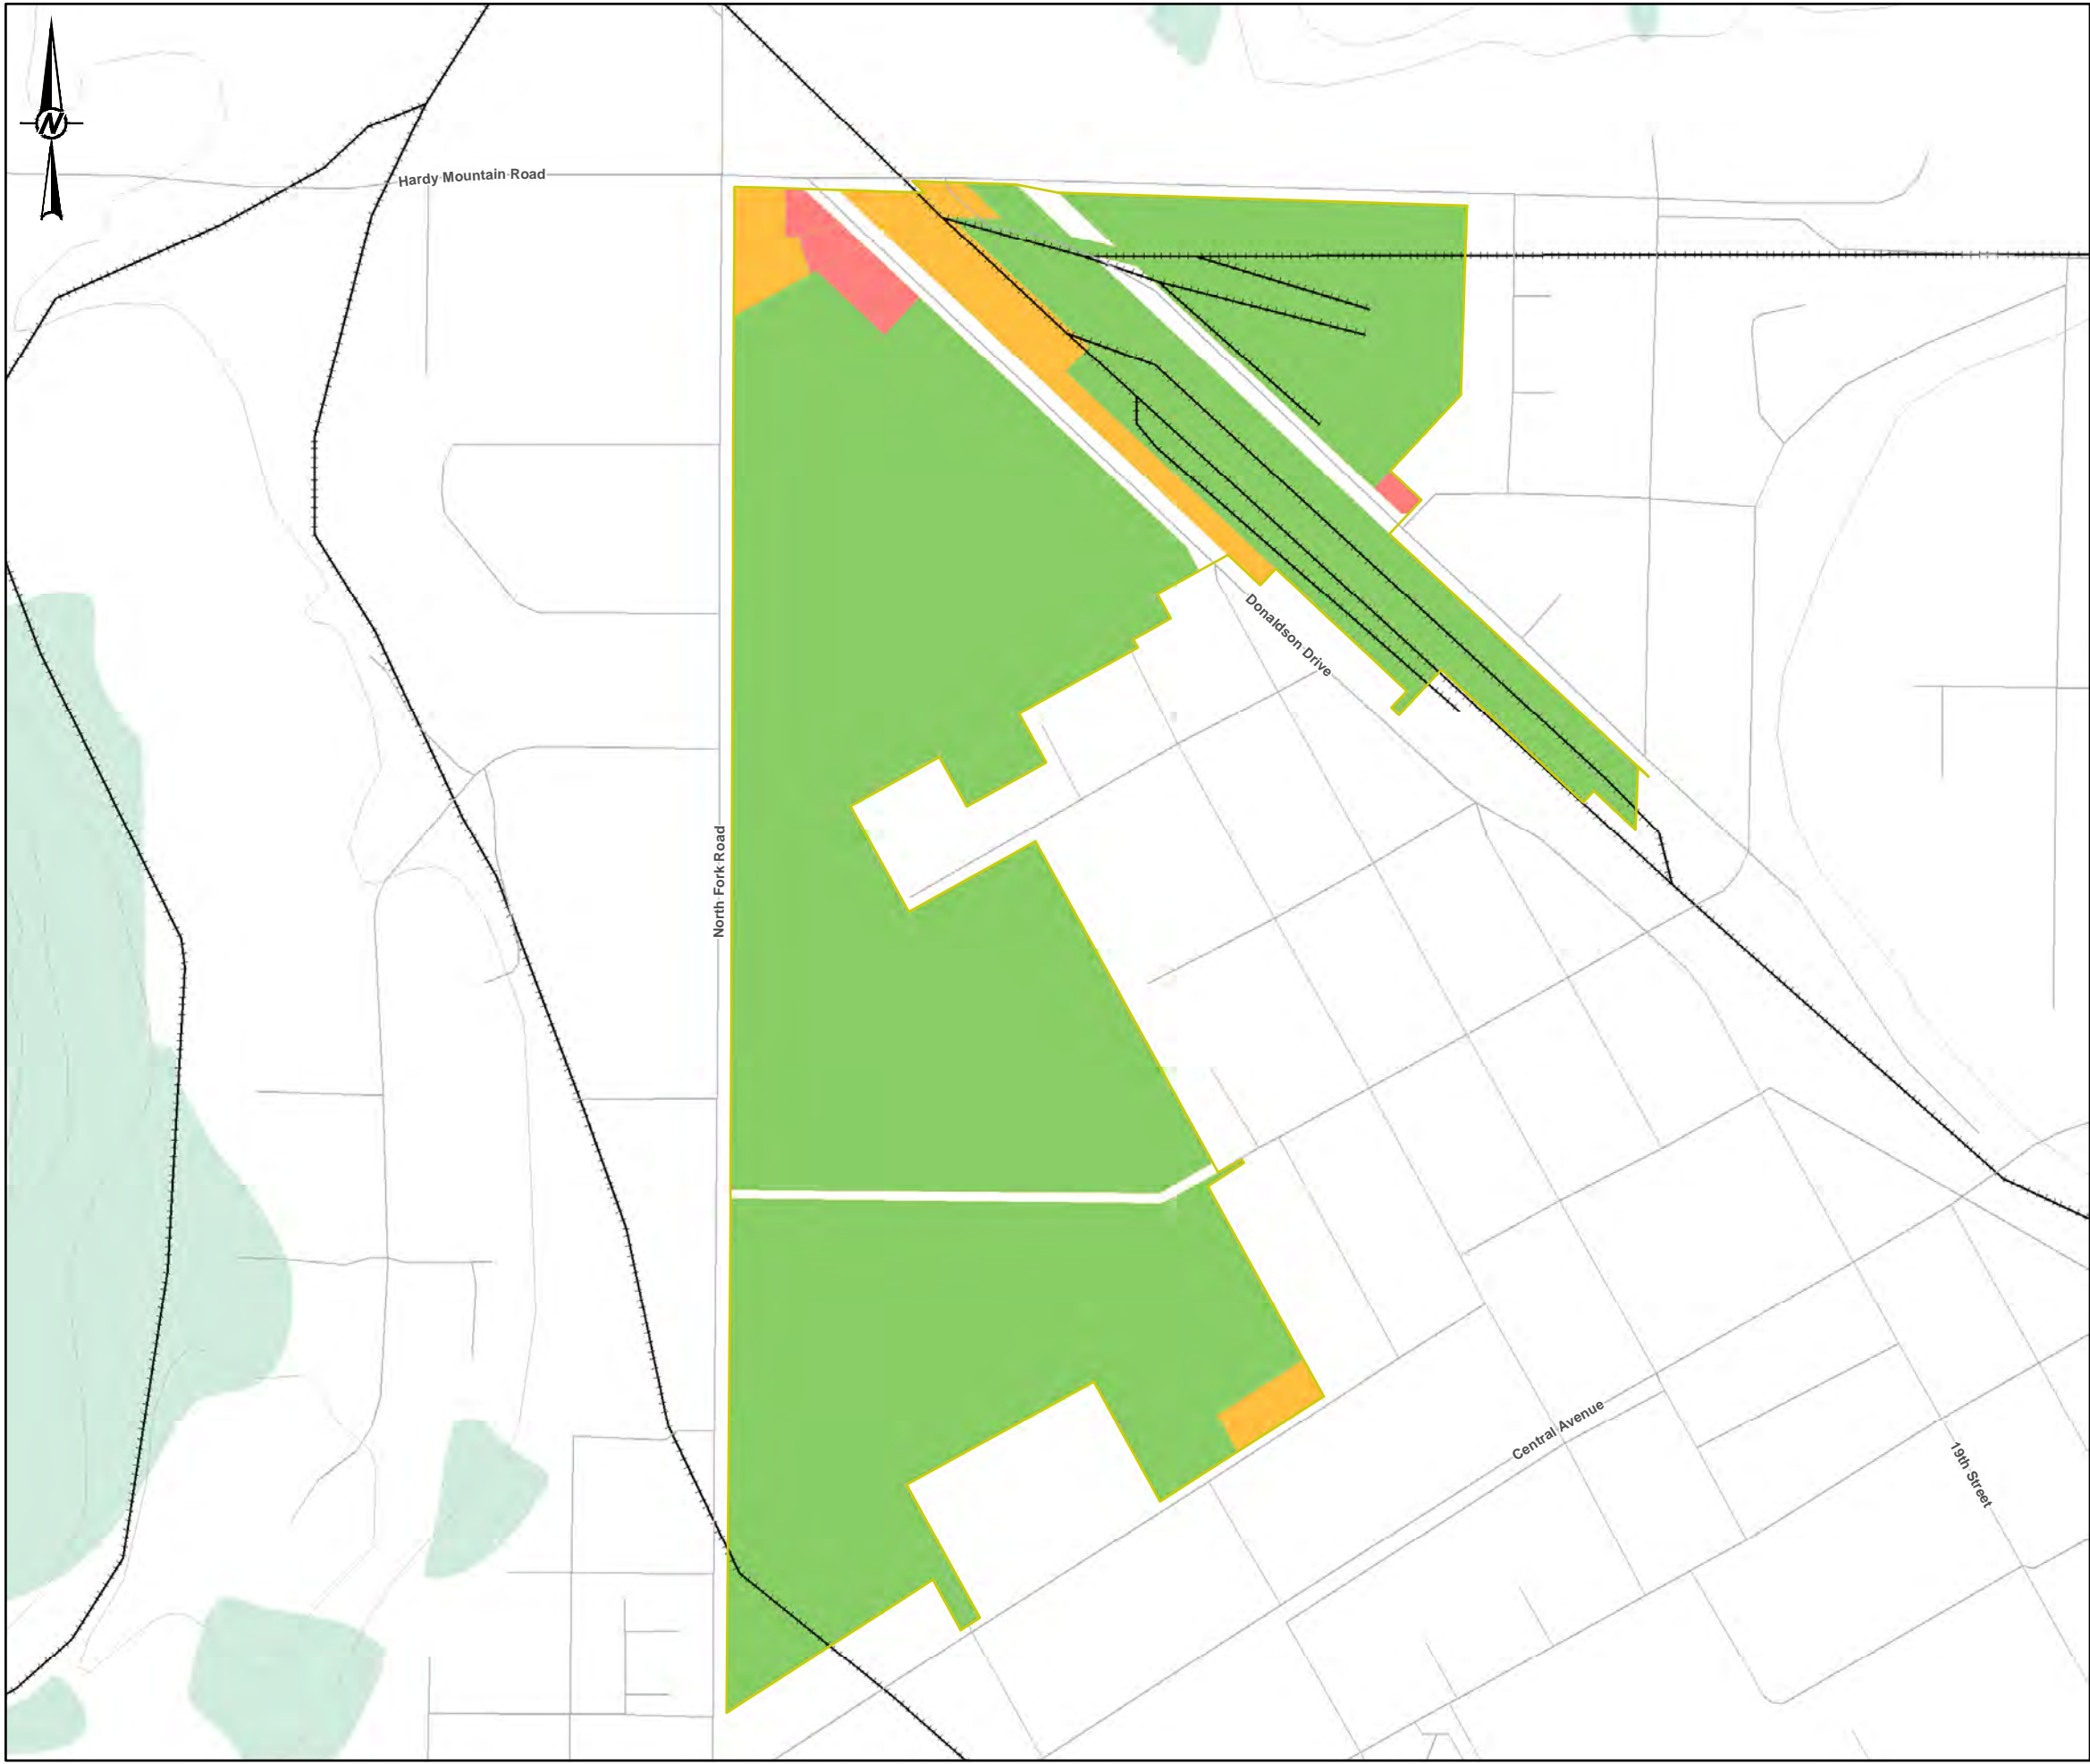 N
Hardy Mountain Road
Donaldson Drive
North Fork Road
Central Avenue
19th Street